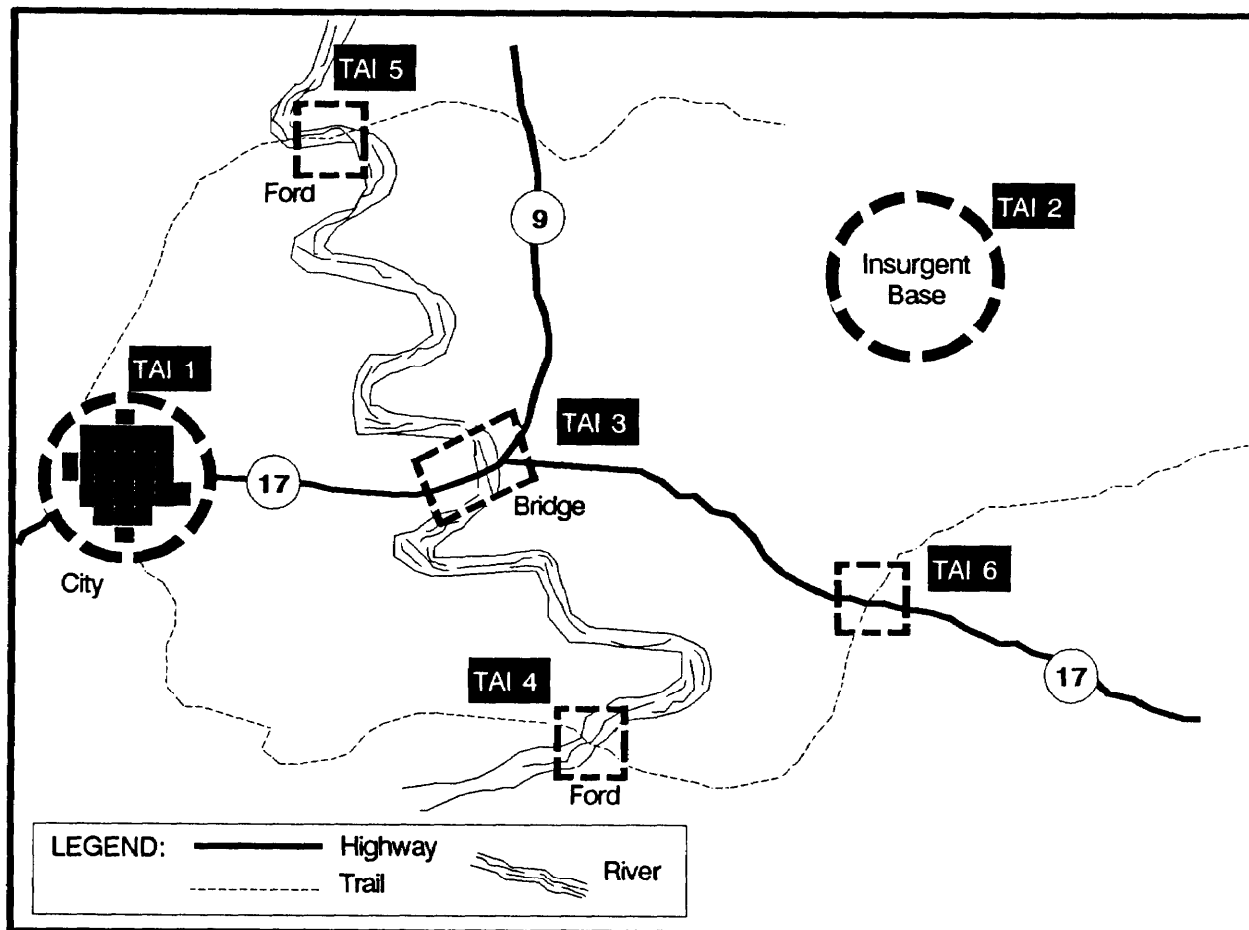 TAI 5
Ford
9
TAI 2
Insurgent
Base
TAI 1
TAI 3
17
Bridge
City
TAI 6
TAI 4
17
Ford
LEGEND:
Highway
Trail
River